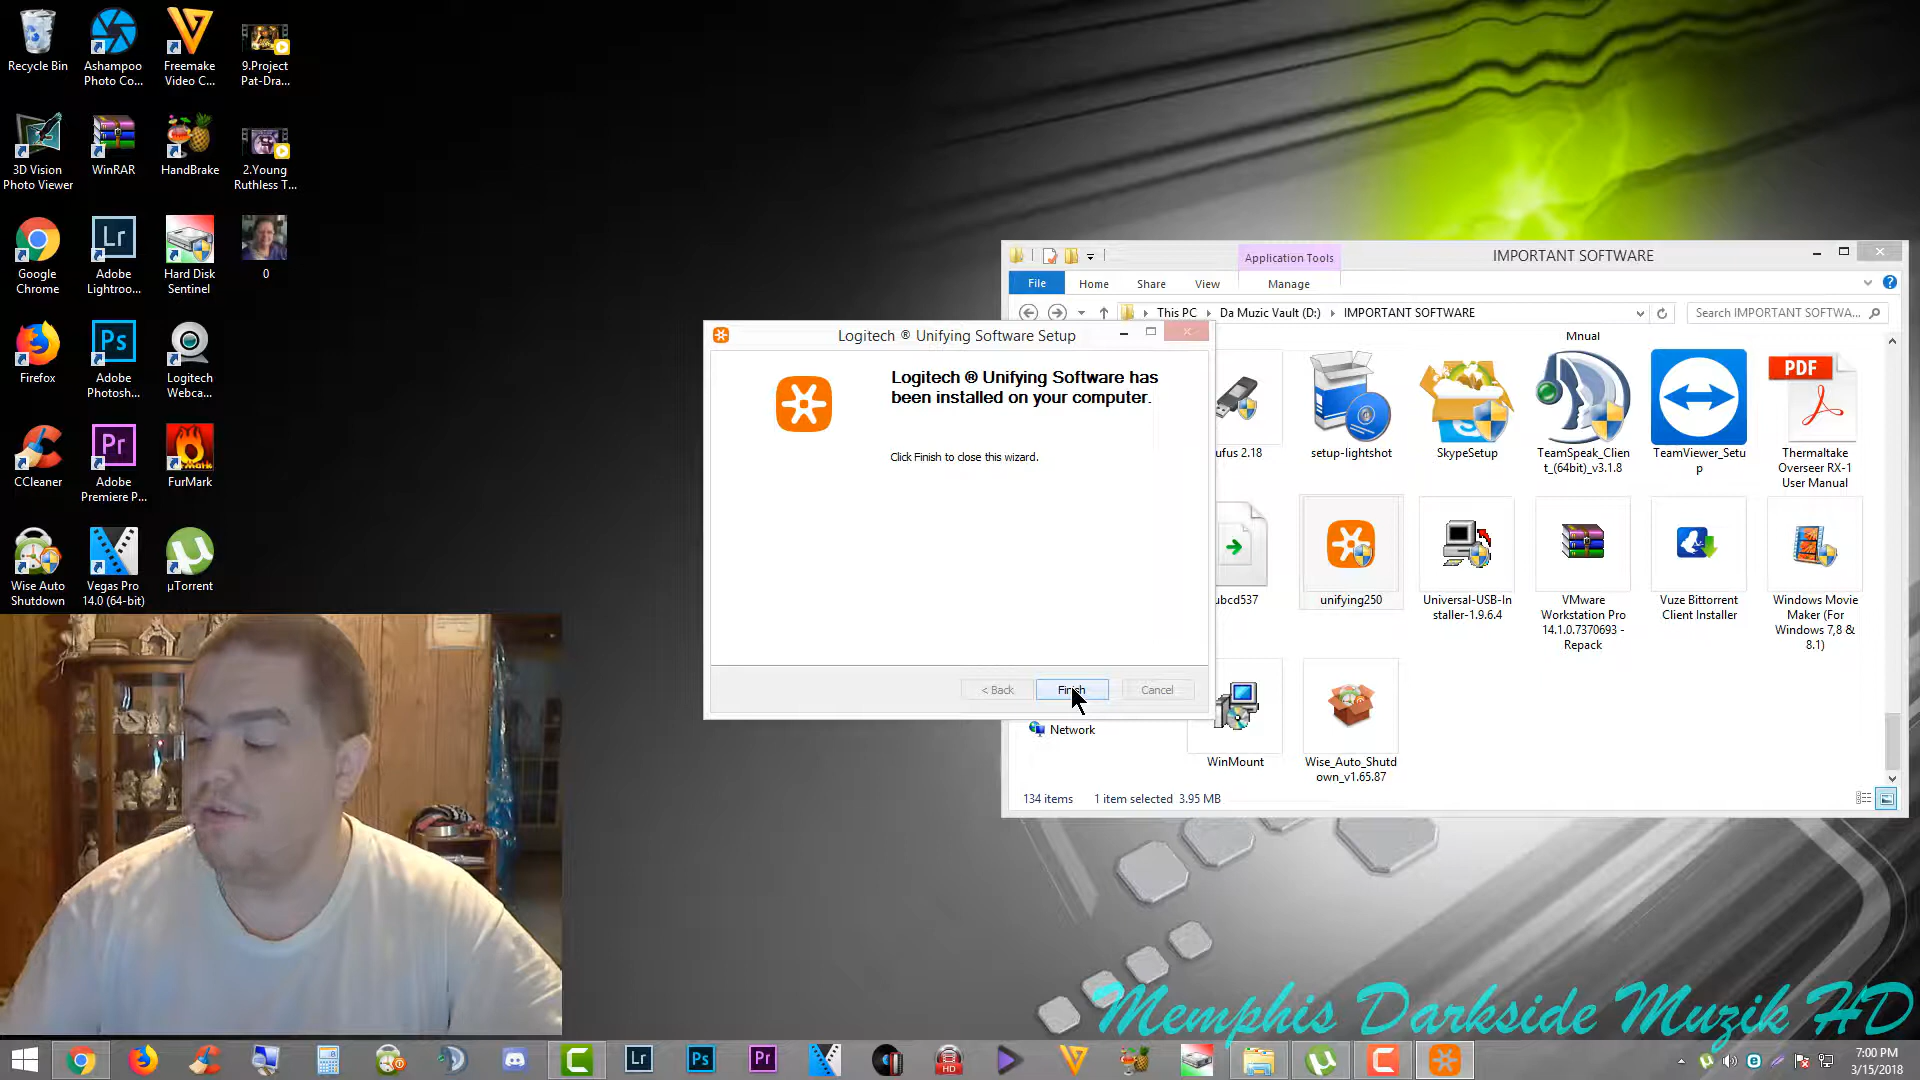 Recycle Bin
Ashampoo
Photo Co...
Freemake
Video C...
9.Project
Pat-Dra...
3D Vision
Photo Viewer
WinRAR
HandBrake
2.Young
Ruthless T...
Google
Chrome
Lr
Adobe
Lightroo...
Hard Disk
Sentinel
0
Firefox
Ps
Adobe
Photosh...
Logitech
Webca...
CCleaner
Pr
Adobe
Premiere P...
FurMark
Wise Auto
Shutdown
Vegas Pro
14.0 (64-bit)
µTorrent
Application Tools
IMPORTANT SOFTWARE
File
Home
Share
View
Manage
This PC
Da Muzic Vault (D:)
IMPORTANT SOFTWARE
Search IMPORTANT SOFTWA...
Mnual
Logitech ® Unifying Software Setup
Logitech ® Unifying Software has
been installed on your computer.
Click Finish to close this wizard.
< Back
Finish
Cancel
ufus 2.18
setup-lightshot
SkypeSetup
TeamSpeak_Clien
t_(64bit)_v3.1.8
TeamViewer_Setu
p
PDF
Thermaltake
Overseer RX-1
User Manual
ubcd537
unifying250
Universal-USB-In
staller-1.9.6.4
VMware
Workstation Pro
14.1.0.7370693 -
Repack
Vuze Bittorrent
Client Installer
Windows Movie
Maker (For
Windows 7,8 &
8.1)
Network
WinMount
Wise_Auto_Shutd
own_v1.65.87
134 items
1 item selected 3.95 MB
Memphis Darkside Muzik HD
Lr
Ps
Pr
HD
7:00 PM
3/15/2018